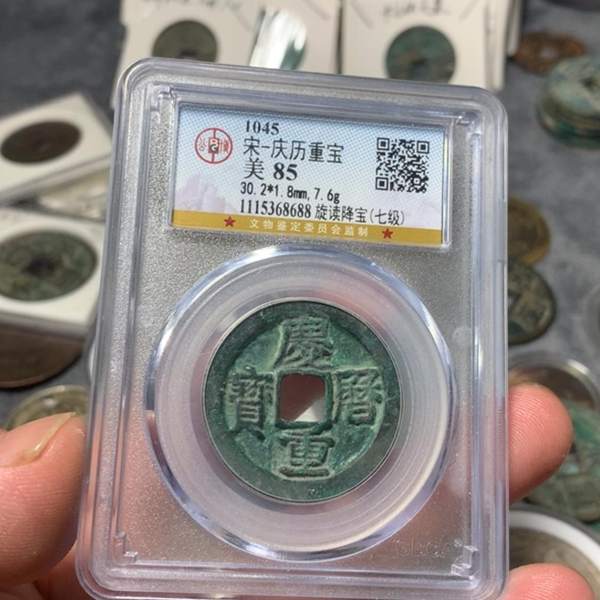 1045
宋-庆历重宝
美 85
30.2*1.8mm,7.6g
1115368688 旋读降宝(七级)
★ 文物鉴定委员会监制 ★
慶
寶 曆
重